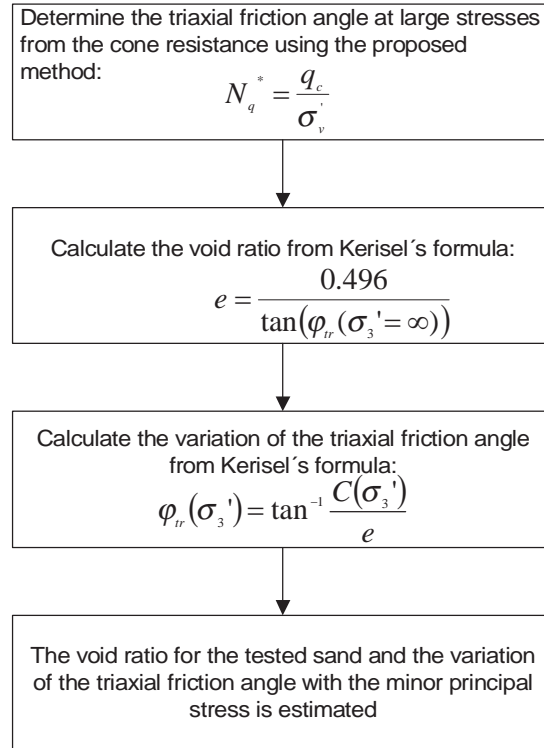 Determine the triaxial friction angle at large stresses
from the cone resistance using the proposed
method:
N_q^* = q_c / σ_v'
Calculate the void ratio from Kerisel´s formula:
e = 0.496 / tan(φ_tr(σ_3'=∞))
Calculate the variation of the triaxial friction angle
from Kerisel´s formula:
φ_tr(σ_3') = tan^-1 C(σ_3') / e
The void ratio for the tested sand and the variation
of the triaxial friction angle with the minor principal
stress is estimated